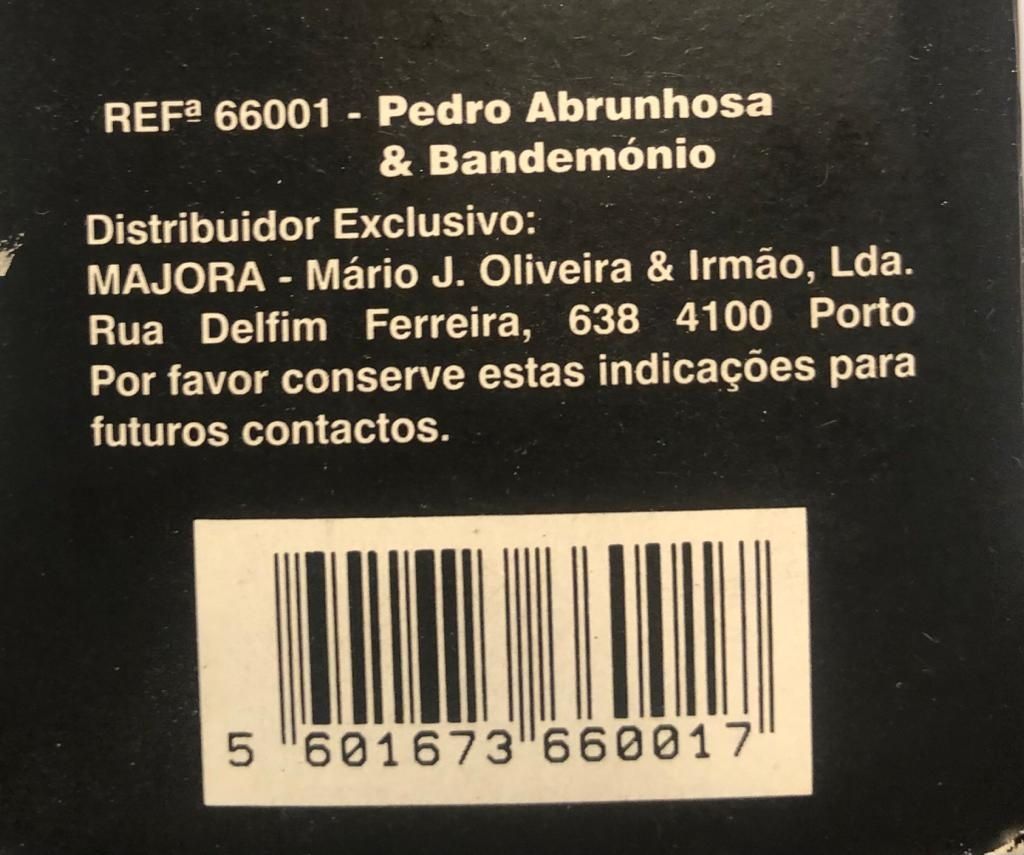 REFª 66001 - Pedro Abrunhosa
& Bandemónio
Distribuidor Exclusivo:
MAJORA - Mário J. Oliveira & Irmão, Lda.
Rua Delfim Ferreira, 638 4100 Porto
Por favor conserve estas indicações para
futuros contactos.
5 601673 660017